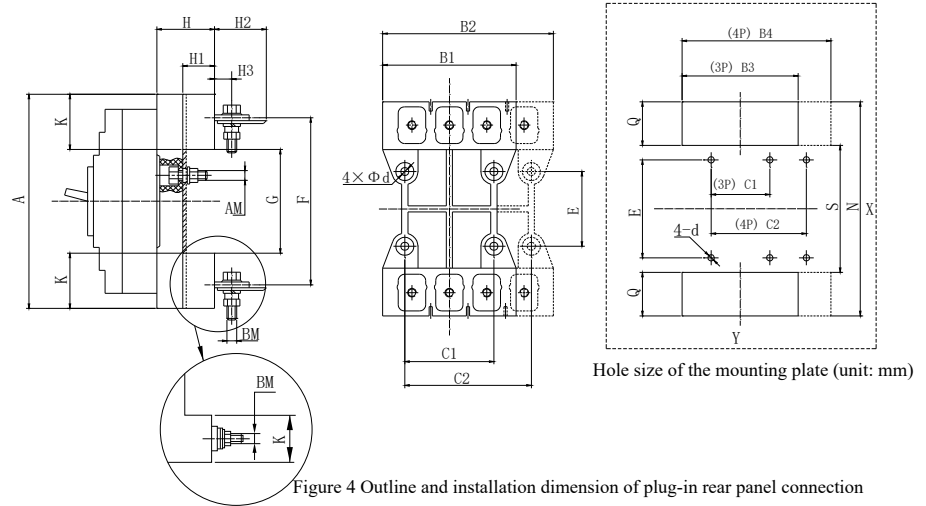 H
H2
H1
H3
K
A
AM
G
F
K
BM
BM
K
B2
B1
4×Φd
E
C1
C2
(4P) B4
(3P) B3
Q
(3P) C1
E
(4P) C2
S
N
X
4-d
Q
Y
Hole size of the mounting plate (unit: mm)
Figure 4 Outline and installation dimension of plug-in rear panel connection